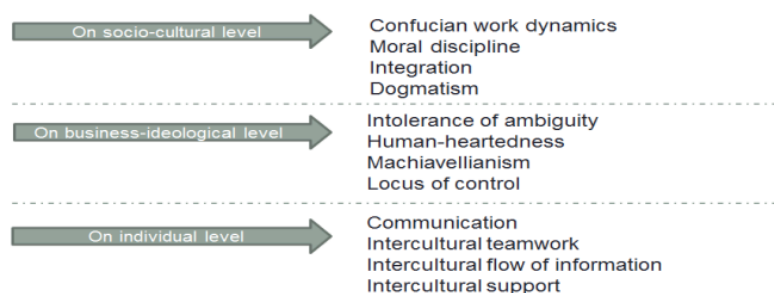 On socio-cultural level
Confucian work dynamics
Moral discipline
Integration
Dogmatism
On business-ideological level
Intolerance of ambiguity
Human-heartedness
Machiavellianism
Locus of control
On individual level
Communication
Intercultural teamwork
Intercultural flow of information
Intercultural support